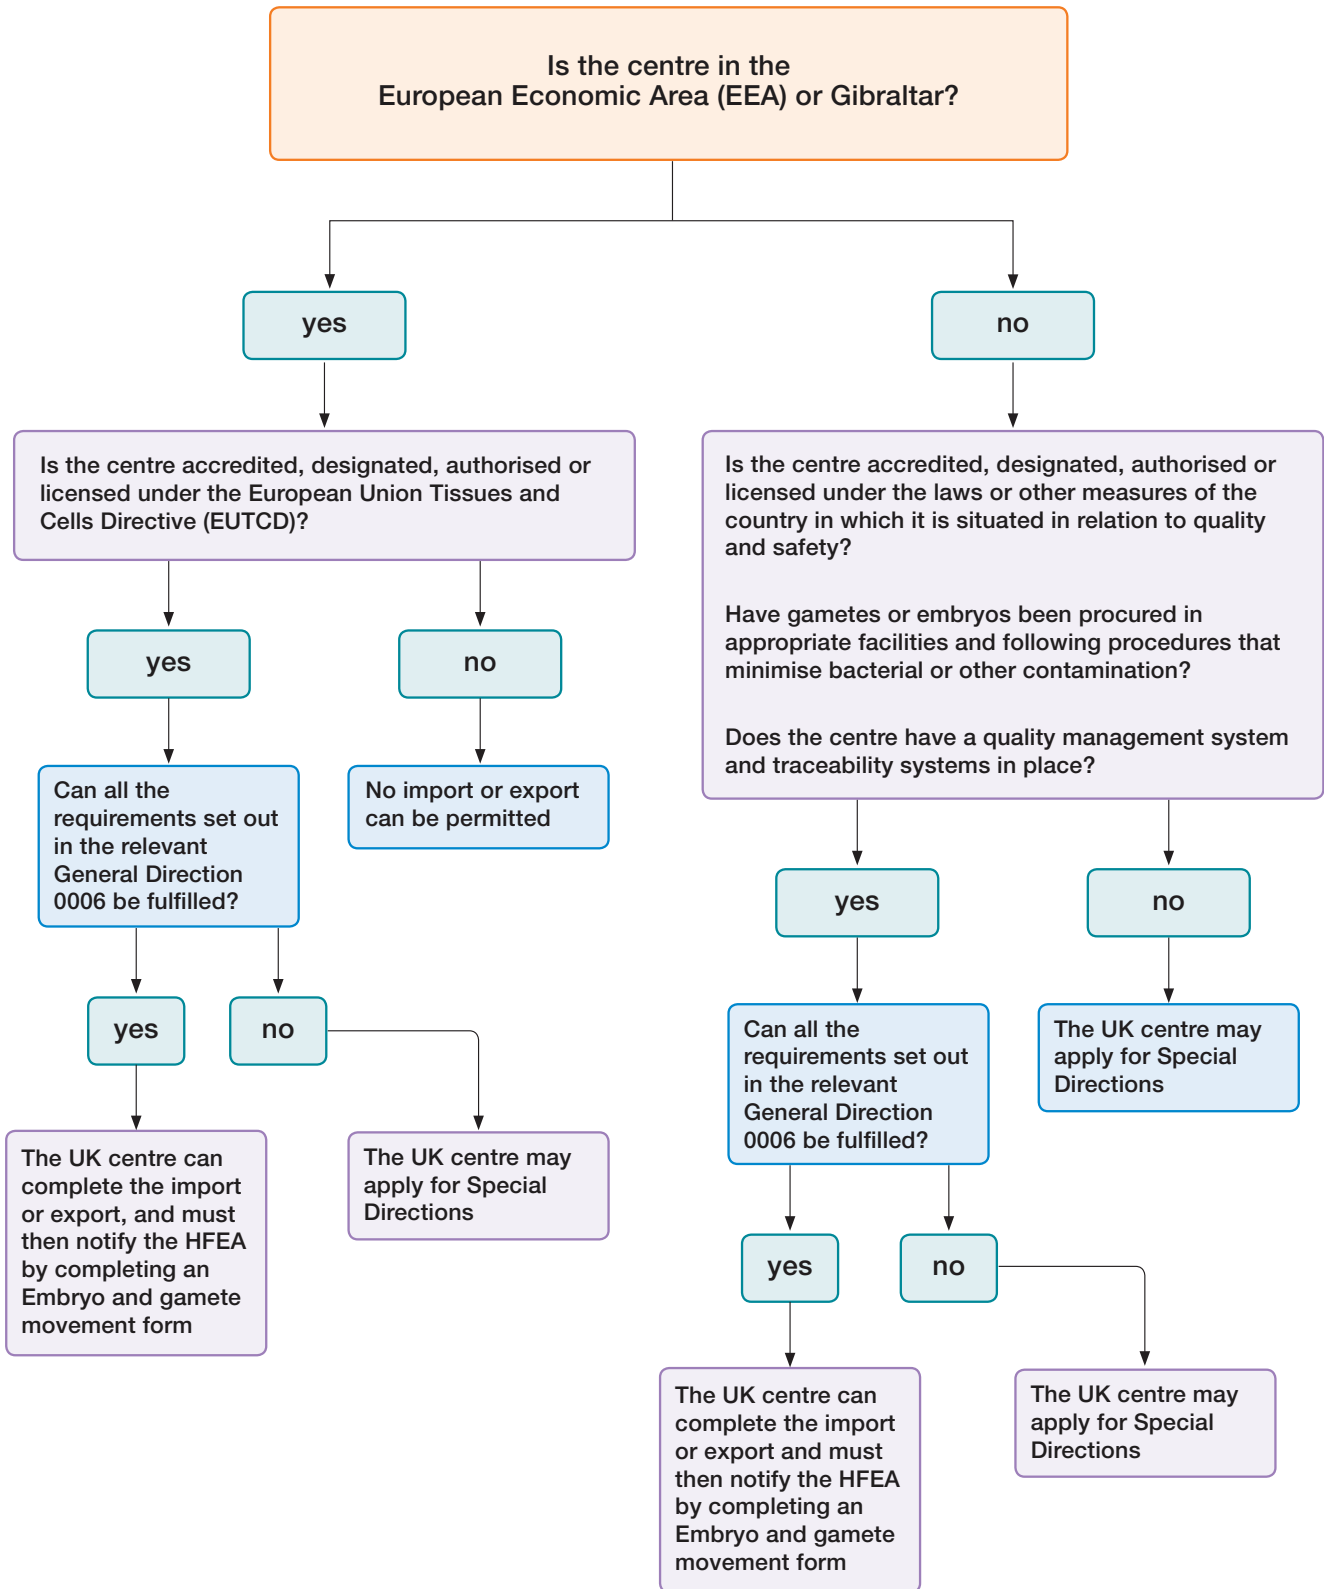 Is the centre in the
European Economic Area (EEA) or Gibraltar?
yes
no
Is the centre accredited, designated, authorised or
licensed under the European Union Tissues and
Cells Directive (EUTCD)?
Is the centre accredited, designated, authorised or
licensed under the laws or other measures of the
country in which it is situated in relation to quality
and safety?
Have gametes or embryos been procured in
appropriate facilities and following procedures that
minimise bacterial or other contamination?
Does the centre have a quality management system
and traceability systems in place?
yes
no
Can all the
requirements set out
in the relevant
General Direction
0006 be fulfilled?
No import or export
can be permitted
yes
no
yes
no
Can all the
requirements set out
in the relevant
General Direction
0006 be fulfilled?
The UK centre may
apply for Special
Directions
The UK centre can
complete the import
or export, and must
then notify the HFEA
by completing an
Embryo and gamete
movement form
The UK centre may
apply for Special
Directions
yes
no
The UK centre can
complete the import
or export and must
then notify the HFEA
by completing an
Embryo and gamete
movement form
The UK centre may
apply for Special
Directions